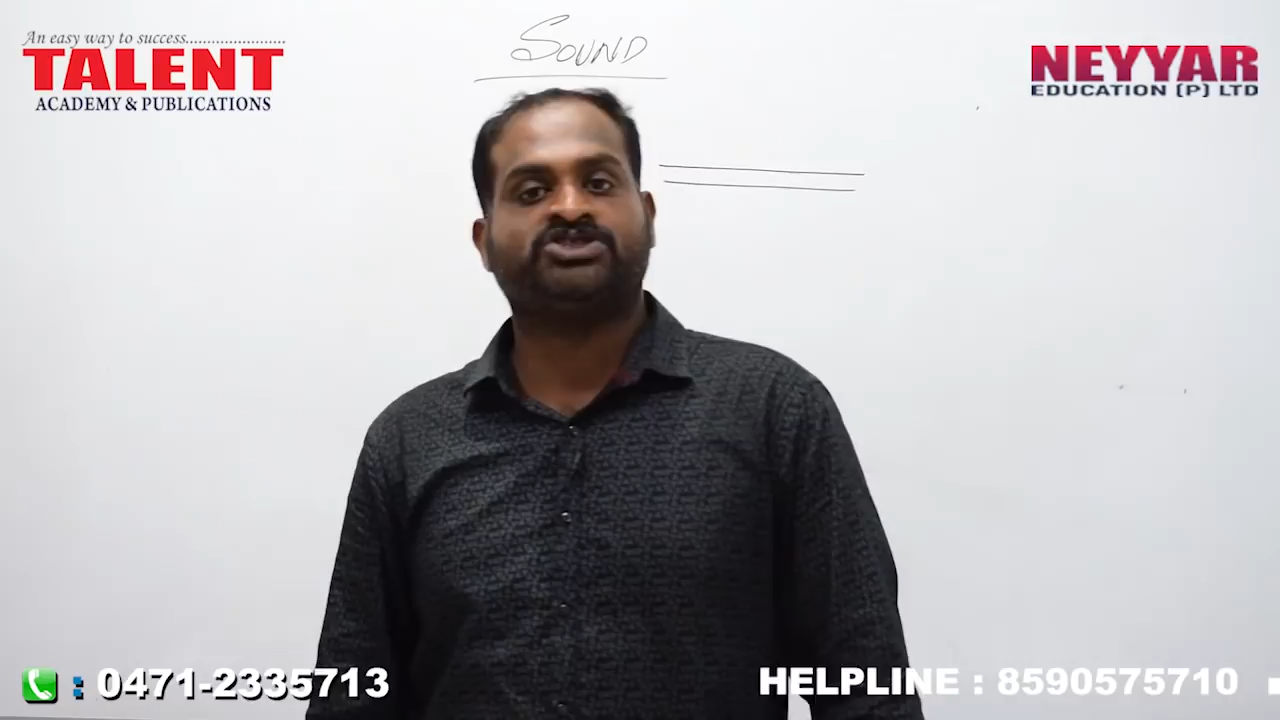 An easy way to success.......................
TALENT
ACADEMY & PUBLICATIONS
SOUND
NEYYAR
EDUCATION (P) LTD
: 0471-2335713
HELPLINE : 8590575710